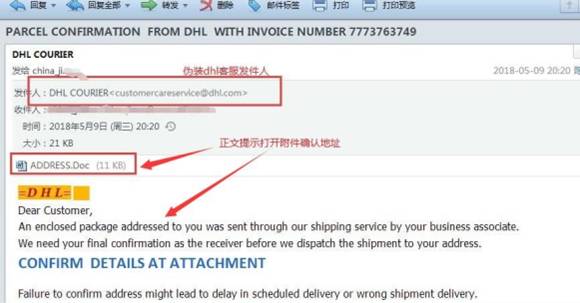 回复 回复全部 转发 删除 邮件标签 打印 打印预览
PARCEL CONFIRMATION FROM DHL WITH INVOICE NUMBER 7773763749
DHL COURIER
发给 china_ji... 伪装dhl客服发件人 2018-05-09 20:20
发件人：DHL COURIER<customercareservice@dhl.com>
收件人：
时间：2018年5月9日 (周三) 20:20
大小：21 KB
正文提示打开附件确认地址
ADDRESS.Doc (11 KB)
=D H L=
Dear Customer,
An enclosed package addressed to you was sent through our shipping service by your business associate.
We need your final confirmation as the receiver before we dispatch the shipment to your address.
CONFIRM DETAILS AT ATTACHMENT
Failure to confirm address might lead to delay in scheduled delivery or wrong shipment delivery.